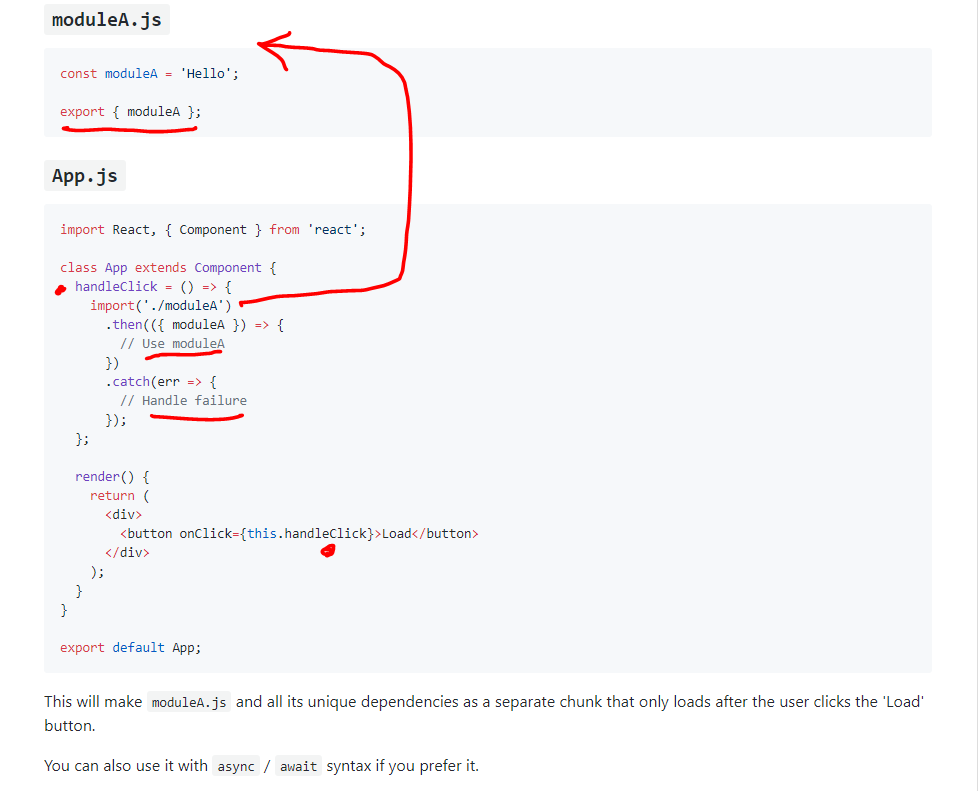 moduleA.js
const moduleA = 'Hello';
export { moduleA };
App.js
import React, { Component } from 'react';
class App extends Component {
handleClick = () => {
import('./moduleA')
.then(({ moduleA }) => {
// Use moduleA
})
.catch(err => {
// Handle failure
});
};
render() {
return (
<div>
<button onClick={this.handleClick}>Load</button>
</div>
);
}
}
export default App;
This will make moduleA.js and all its unique dependencies as a separate chunk that only loads after the user clicks the 'Load'
button.
You can also use it with async / await syntax if you prefer it.